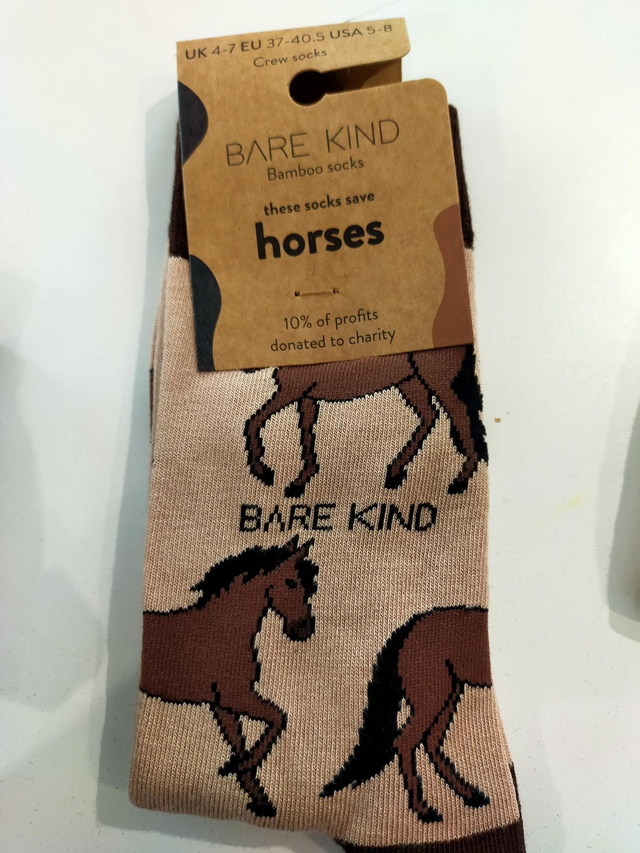 UK 4-7 EU 37-40.5 USA 5-8
Crew socks
BARE KIND
Bamboo socks
these socks save
horses
10% of profits
donated to charity
BARE KIND